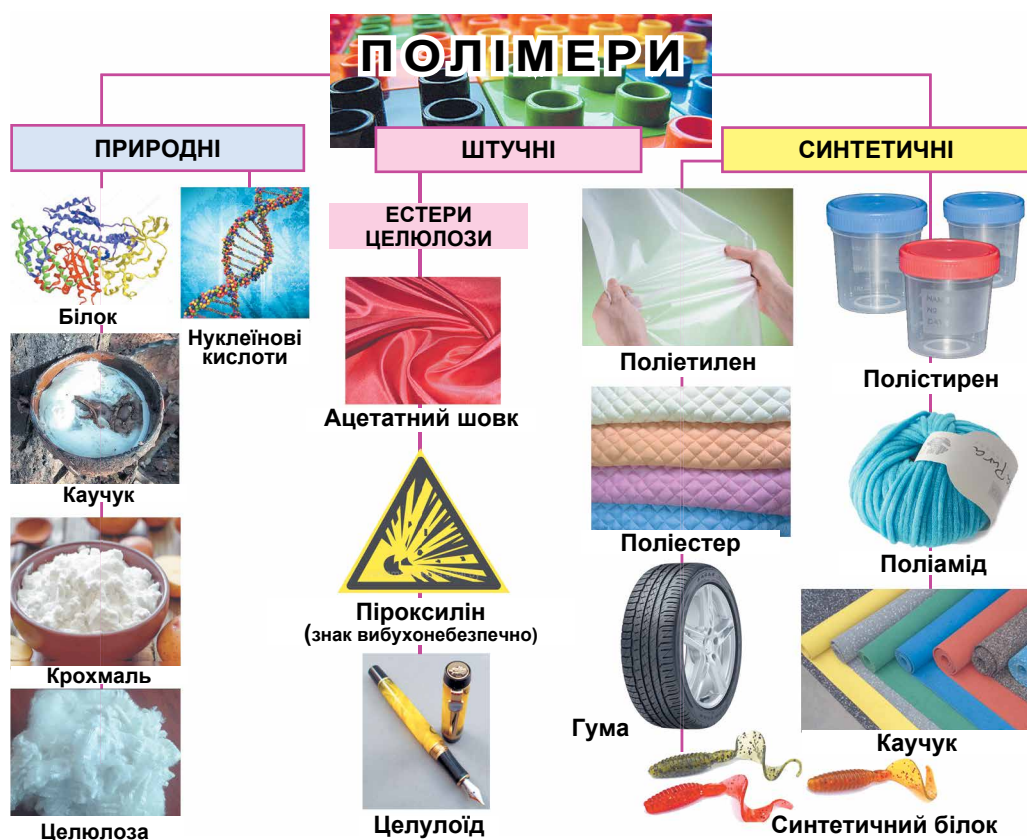 ПОЛІМЕРИ
ПРИРОДНІ
ШТУЧНІ
СИНТЕТИЧНІ
Білок
Нуклеїнові
кислоти
Каучук
Крохмаль
Целюлоза
ЕСТЕРИ
ЦЕЛЮЛОЗИ
Ацетатний шовк
Піроксилін
(знак вибухонебезпечно)
Целулоїд
Поліетилен
Поліестер
Гума
Полістирен
Поліамід
Каучук
Синтетичний білок